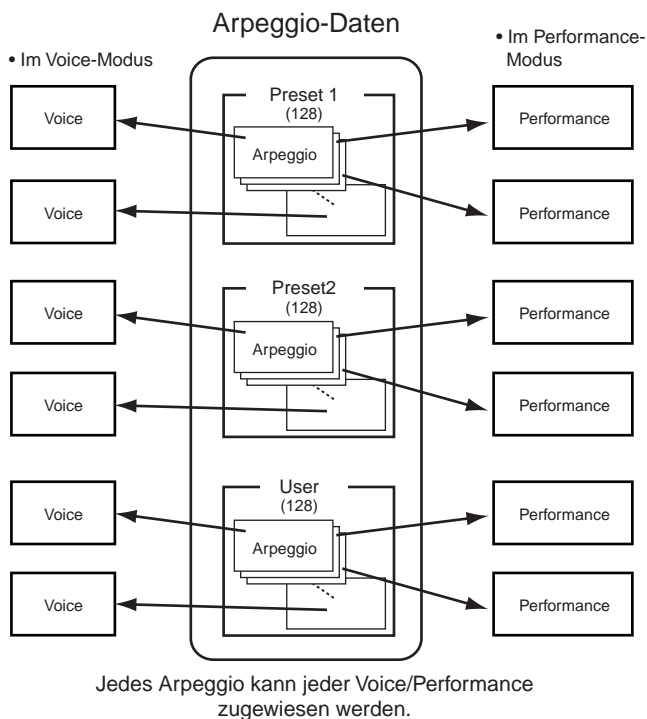 Arpeggio-Daten
• Im Voice-Modus
• Im Performance-
Modus
Preset 1
(128)
Voice
Arpeggio
Performance
Voice
Performance
Preset2
(128)
Voice
Arpeggio
Performance
Voice
Performance
User
(128)
Voice
Arpeggio
Performance
Voice
Performance
Jedes Arpeggio kann jeder Voice/Performance
zugewiesen werden.